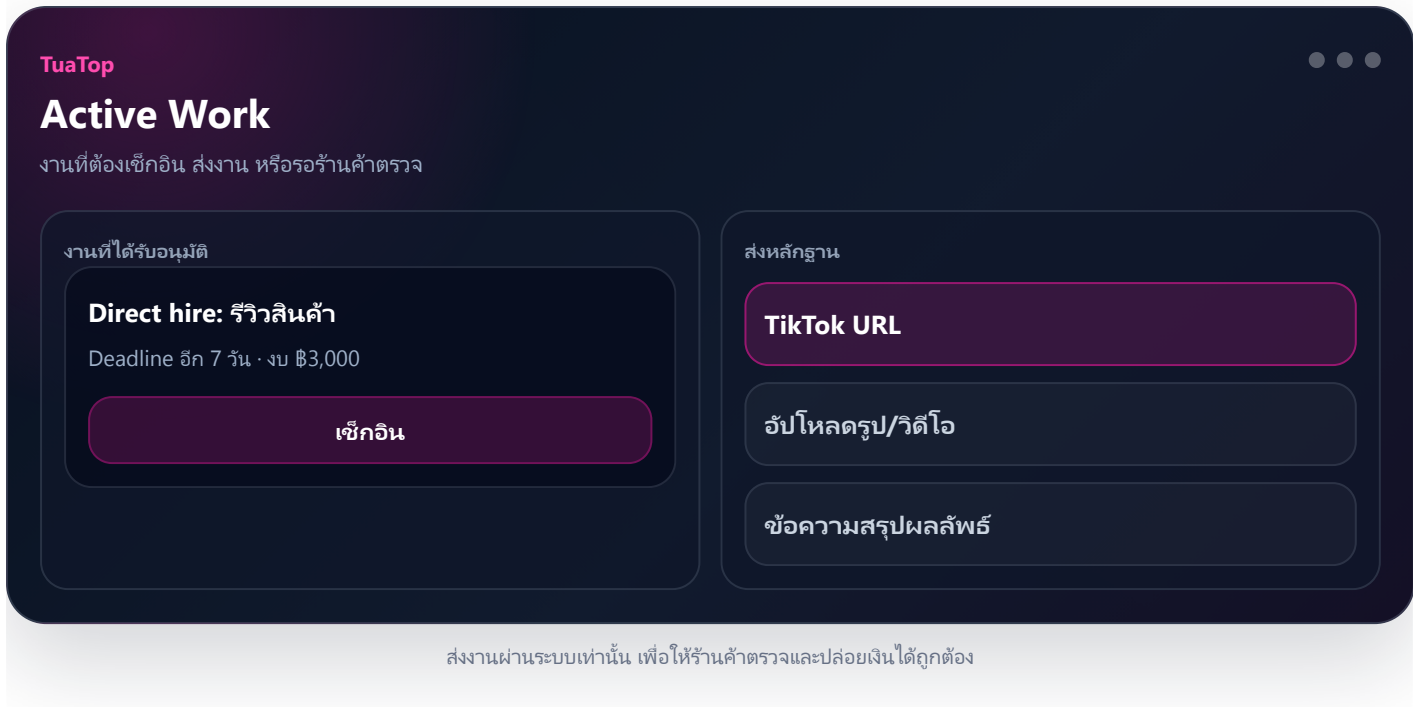 TuaTop
Active Work
งานที่ต้องเช็กอิน ส่งงาน หรือรอร้านค้าตรวจ
งานที่ได้รับอนุมัติ
Direct hire: รีวิวสินค้า
Deadline อีก 7 วัน · งบ ฿3,000
เช็กอิน
ส่งหลักฐาน
TikTok URL
อัปโหลดรูป/วิดีโอ
ข้อความสรุปผลลัพธ์
ส่งงานผ่านระบบเท่านั้น เพื่อให้ร้านค้าตรวจและปล่อยเงินได้ถูกต้อง